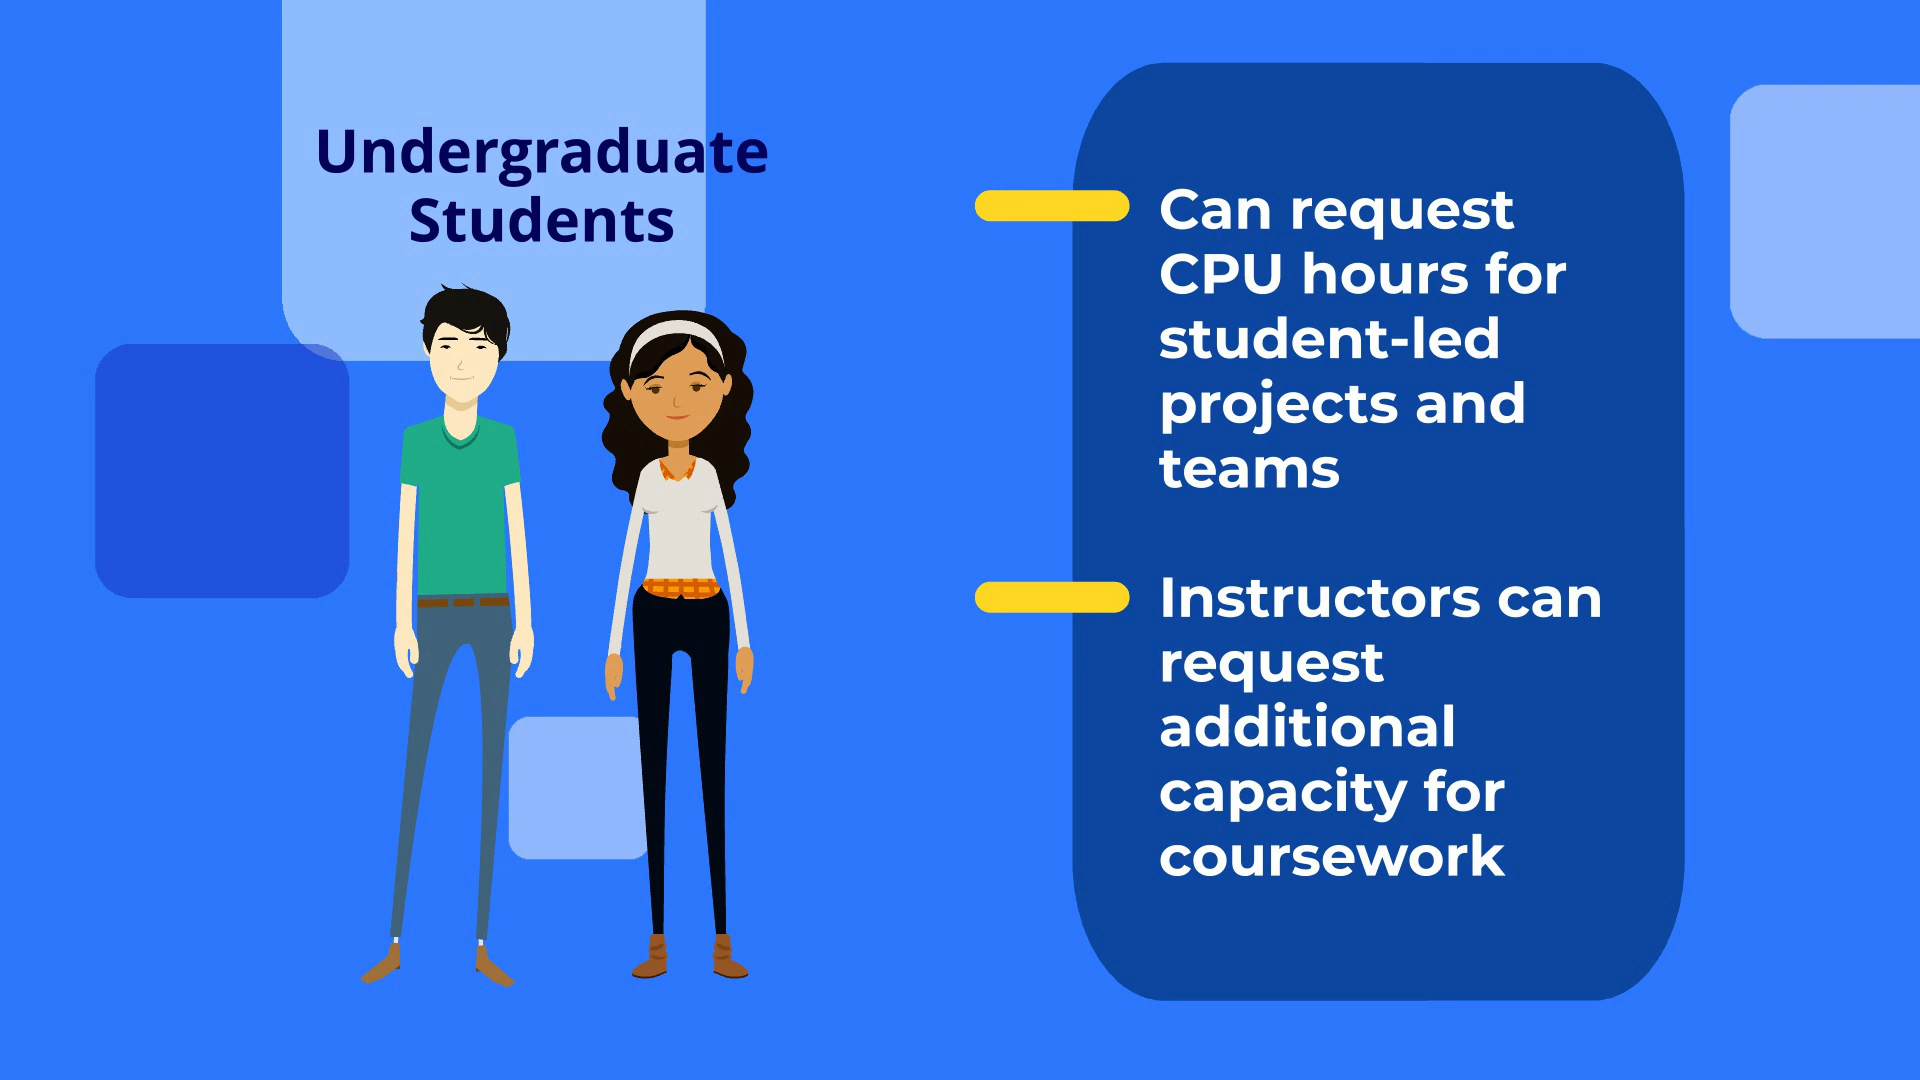 Undergraduate
Students
Can request
CPU hours for
student-led
projects and
teams
Instructors can
request
additional
capacity for
coursework